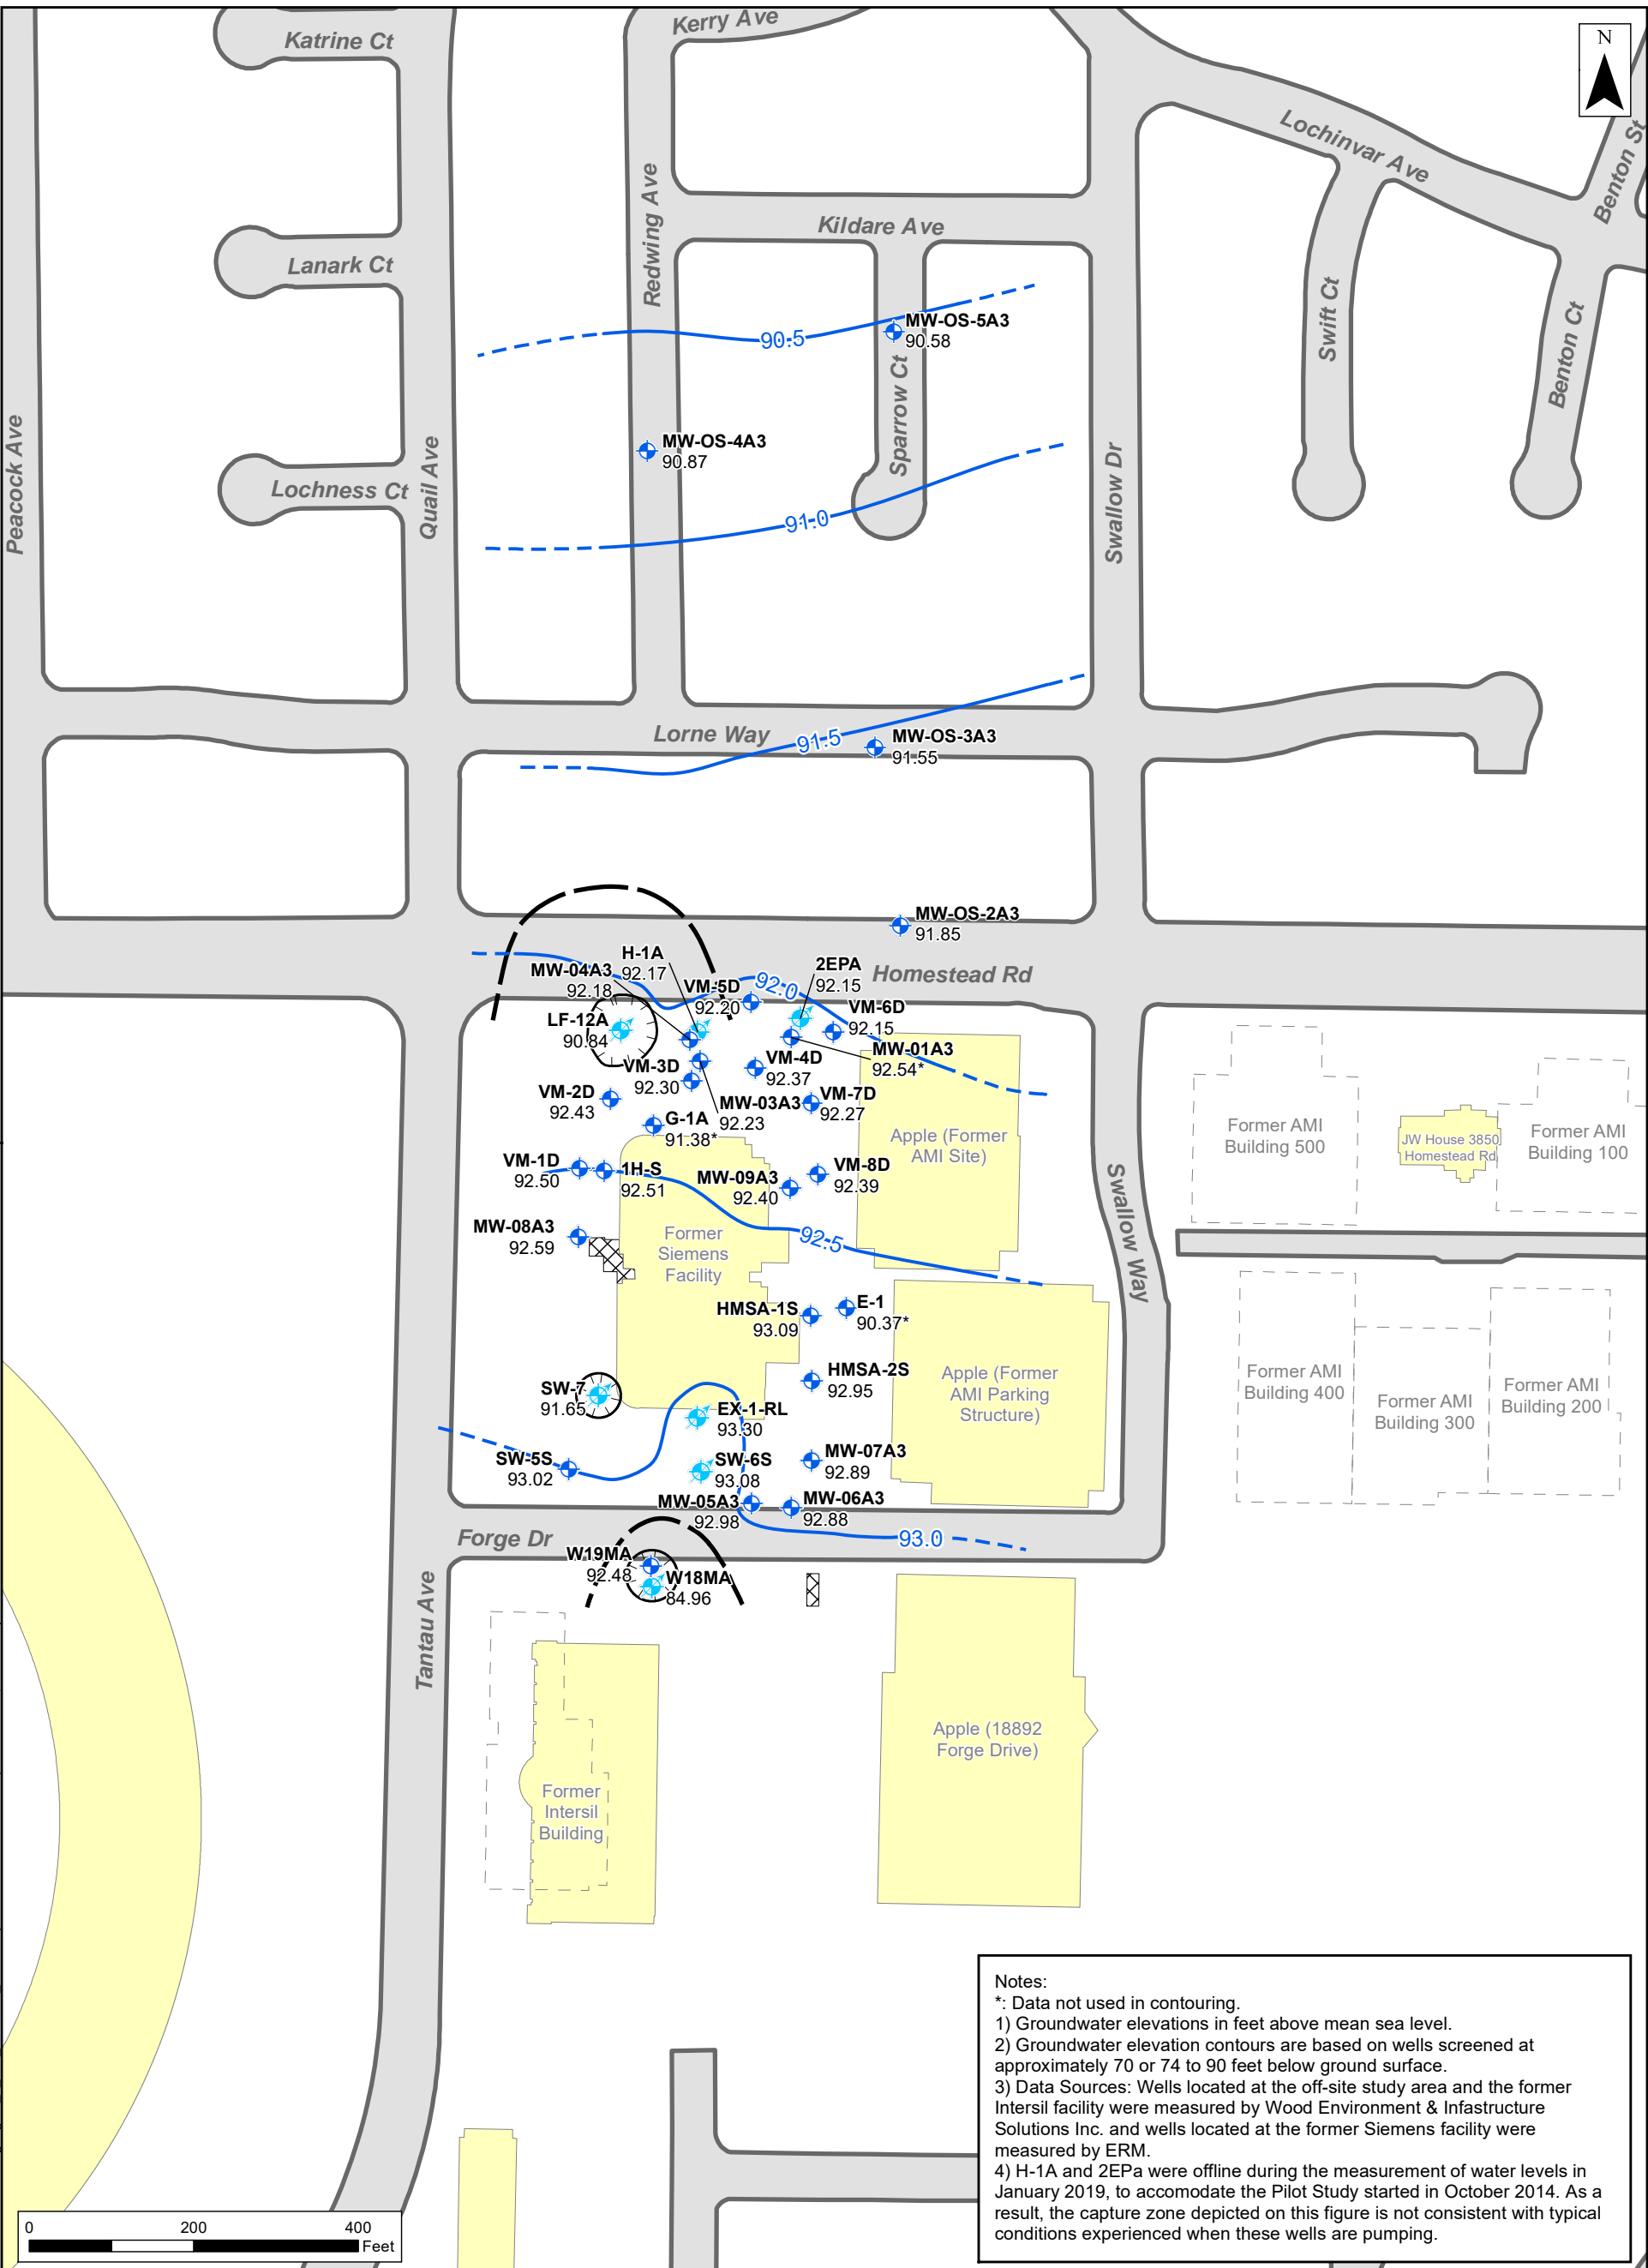 Kerry Ave
Katrine Ct
N
Lochinvar Ave
Benton St
Redwing Ave
Kildare Ave
Lanark Ct
Swift Ct
Benton Ct
MW-OS-5A3
90.58
90.5
Sparrow Ct
Peacock Ave
Quail Ave
MW-OS-4A3
90.87
Swallow Dr
Lochness Ct
91.0
Lorne Way
91.5
MW-OS-3A3
91.55
MW-OS-2A3
91.85
H-1A
92.17
MW-04A3
92.18
2EPA
92.15
Homestead Rd
VM-5D
92.20
92.0
VM-6D
92.15
LF-12A
90.84
MW-01A3
92.54*
VM-4D
92.37
VM-3D
92.30
VM-2D
92.43
MW-03A3
92.23
VM-7D
92.27
G-1A
91.38*
Apple (Former
AMI Site)
Former AMI
Building 500
JW House 3850
Homestead Rd
Former AMI
Building 100
VM-1D
92.50
1H-S
92.51
MW-09A3
92.40
VM-8D
92.39
Swallow Way
MW-08A3
92.59
Former
Siemens
Facility
92.5
HMSA-1S
93.09
E-1
90.37*
HMSA-2S
92.95
Apple (Former
AMI Parking
Structure)
Former AMI
Building 400
Former AMI
Building 300
Former AMI
Building 200
SW-7
91.65
EX-1-RL
93.30
SW-5S
93.02
SW-6S
93.08
MW-07A3
92.89
MW-05A3
92.98
MW-06A3
92.88
Forge Dr
93.0
W19MA
92.48
W18MA
84.96
Tantau Ave
Apple (18892
Forge Drive)
Former
Intersil
Building
Notes:
*: Data not used in contouring.
1) Groundwater elevations in feet above mean sea level.
2) Groundwater elevation contours are based on wells screened at
approximately 70 or 74 to 90 feet below ground surface.
3) Data Sources: Wells located at the off-site study area and the former
Intersil facility were measured by Wood Environment & Infastructure
Solutions Inc. and wells located at the former Siemens facility were
measured by ERM.
4) H-1A and 2EPa were offline during the measurement of water levels in
January 2019, to accomodate the Pilot Study started in October 2014. As a
result, the capture zone depicted on this figure is not consistent with typical
conditions experienced when these wells are pumping.
0 200 400
Feet